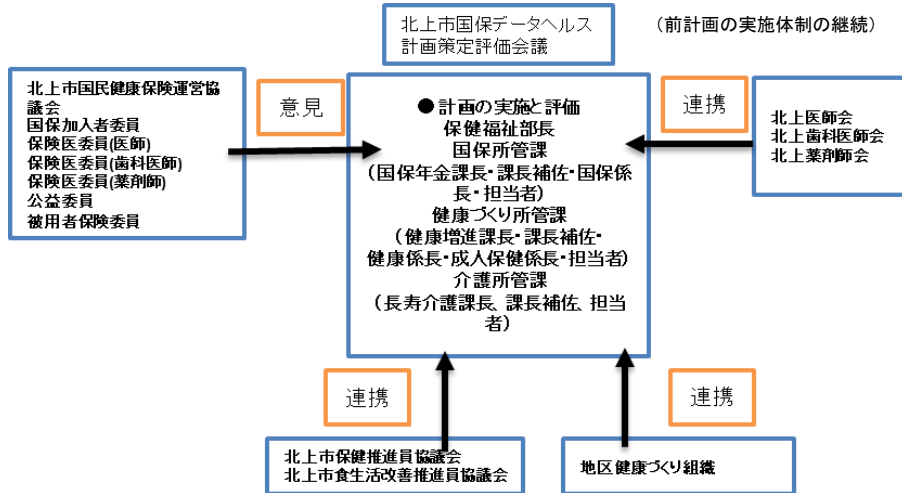 北上市国保データヘルス
計画策定評価会議
(前計画の実施体制の継続)
北上市国民健康保険運営協
議会
国保加入者委員
保険医委員(医師)
保険医委員(歯科医師)
保険医委員(薬剤師)
公益委員
被用者保険委員
意見
●計画の実施と評価
保健福祉部長
国保所管課
(国保年金課長・課長補佐・国保係
長・担当者)
健康づくり所管課
(健康増進課長・課長補佐・
健康係長・成人保健係長・担当者)
介護所管課
(長寿介護課長、課長補佐、担当
者)
連携
北上医師会
北上歯科医師会
北上薬剤師会
連携
北上市保健推進員協議会
北上市食生活改善推進員協議会
連携
地区健康づくり組織